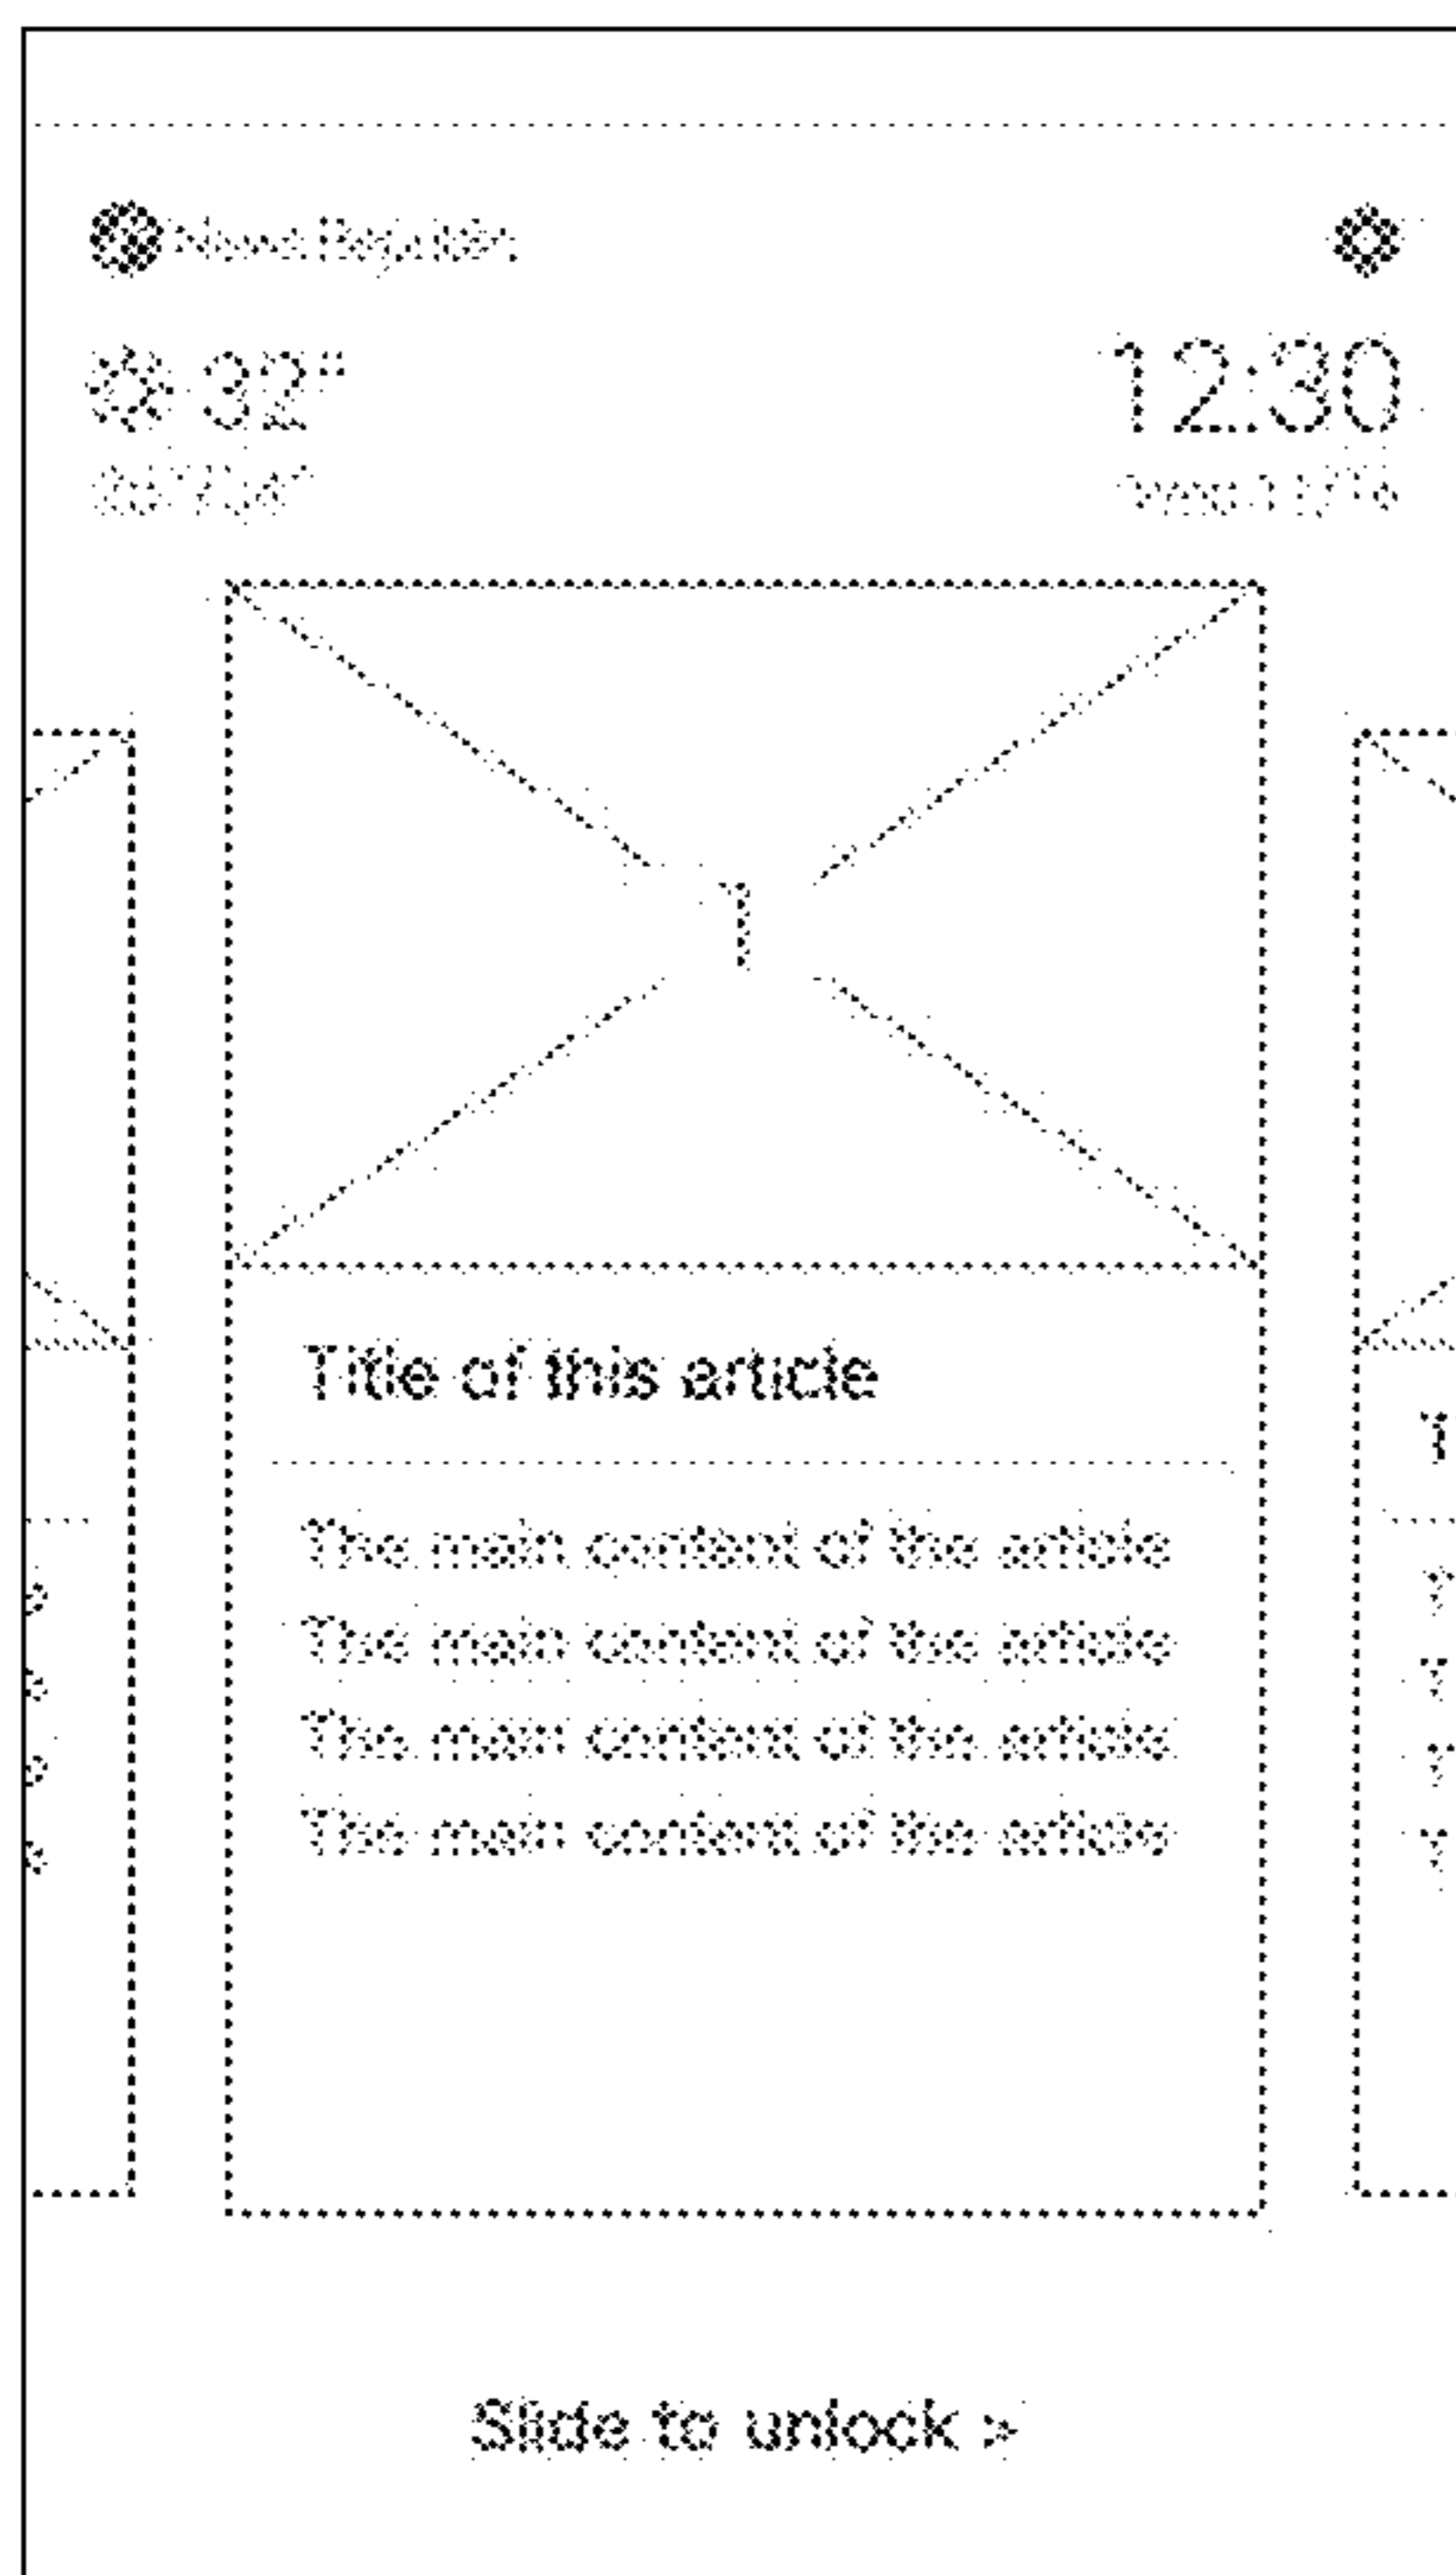 32°
12:30
1
Title of this article
The main content of the article
The main content of the article
The main content of the article
The main content of the article
Slide to unlock >